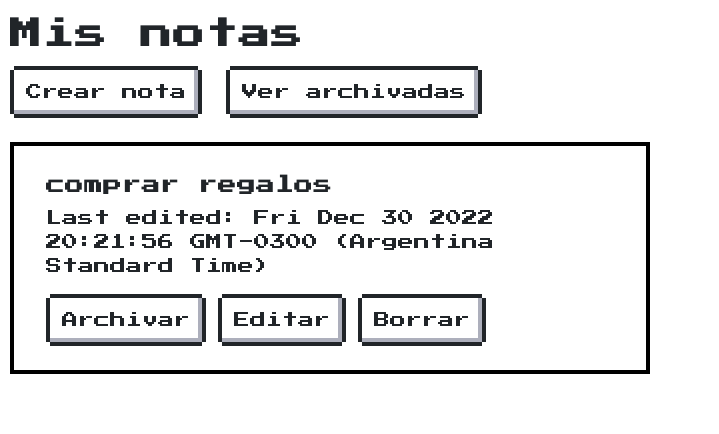 Mis notas
Crear nota
Ver archivadas
comprar regalos
Last edited: Fri Dec 30 2022
20:21:56 GMT-0300 (Argentina
Standard Time)
Archivar
Editar
Borrar